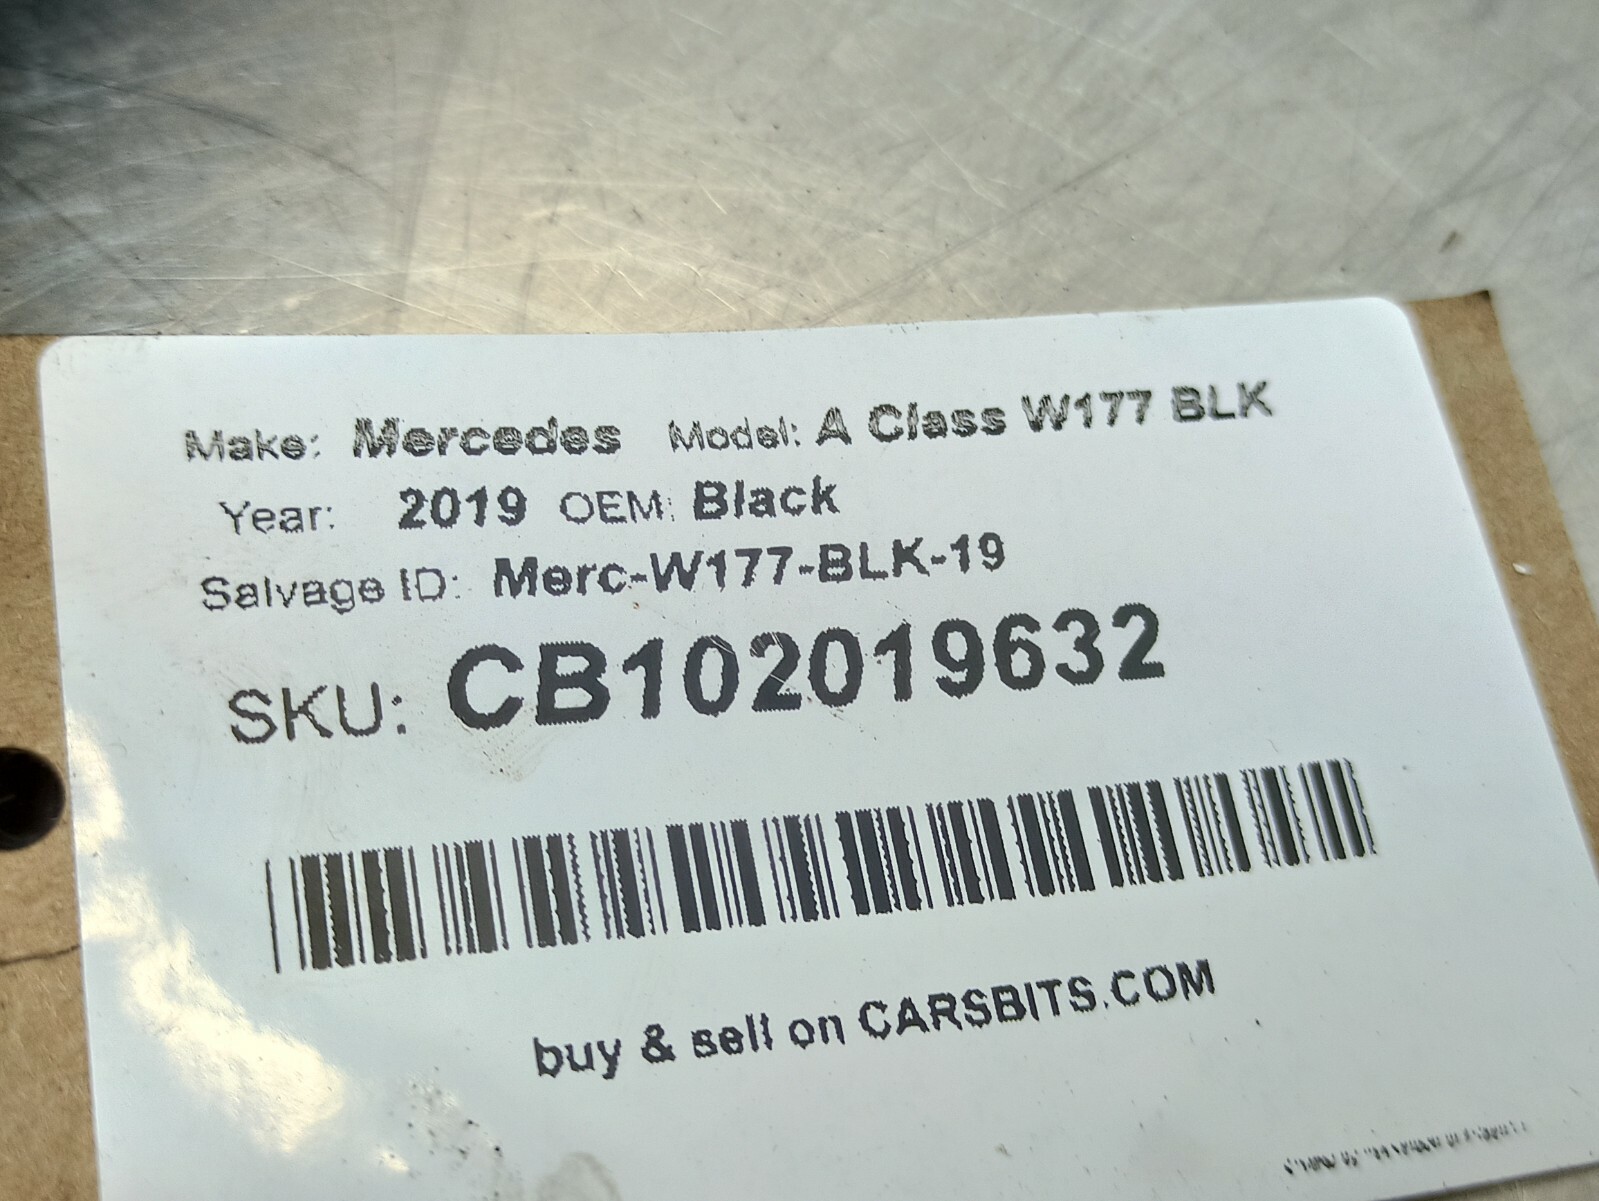 Make: Mercedes Model: A Class W177 BLK
Year: 2019 OEM: Black
Salvage ID: Merc-W177-BLK-19
SKU: CB102019632
buy & sell on CARSBITS.COM